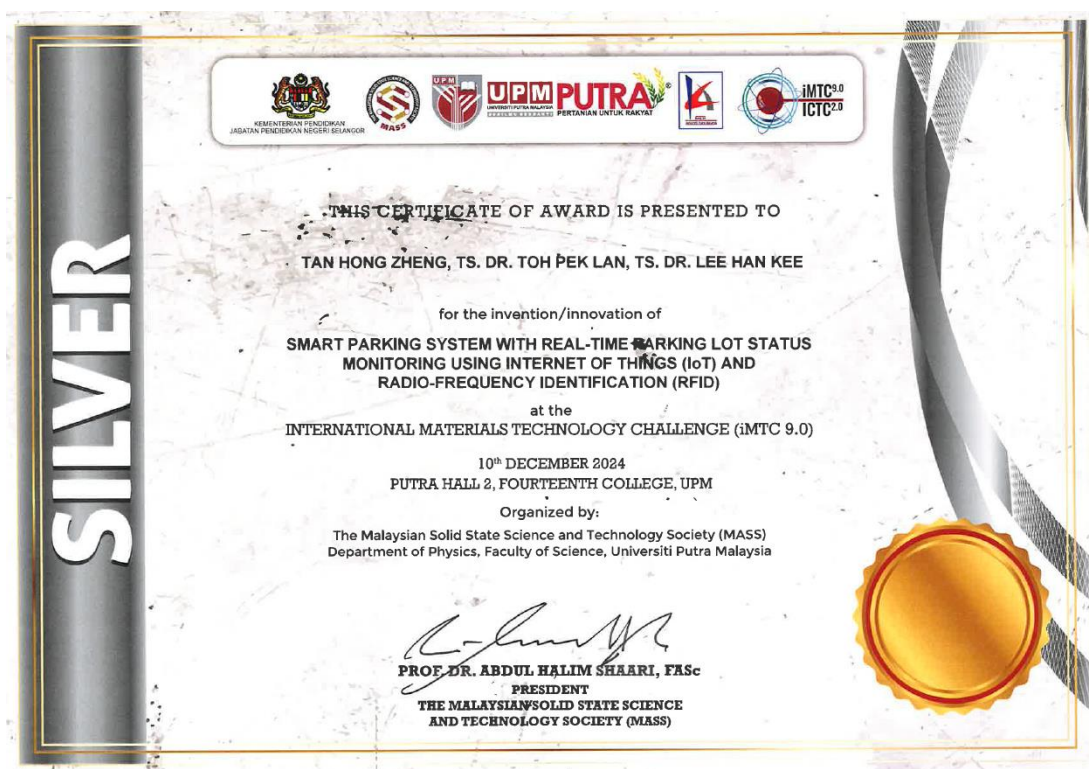 KEMENTERIAN PENDIDIKAN
JABATAN PENDIDIKAN NEGERI SELANGOR
MASS
UPM
UPM
UNIVERSITI PUTRA MALAYSIA
PUTRA
PERTANIAN UNTUK RAKYAT
iMTC9.0
ICTC2.0
SILVER
THIS CERTIFICATE OF AWARD IS PRESENTED TO
TAN HONG ZHENG, TS. DR. TOH PEK LAN, TS. DR. LEE HAN KEE
for the invention/innovation of
SMART PARKING SYSTEM WITH REAL-TIME PARKING LOT STATUS
MONITORING USING INTERNET OF THINGS (IoT) AND
RADIO-FREQUENCY IDENTIFICATION (RFID)
at the
INTERNATIONAL MATERIALS TECHNOLOGY CHALLENGE (iMTC 9.0)
10th DECEMBER 2024
PUTRA HALL 2, FOURTEENTH COLLEGE, UPM
Organized by:
The Malaysian Solid State Science and Technology Society (MASS)
Department of Physics, Faculty of Science, Universiti Putra Malaysia
PROF. DR. ABDUL HALIM SHAARI, FASc
PRESIDENT
THE MALAYSIAN SOLID STATE SCIENCE
AND TECHNOLOGY SOCIETY (MASS)